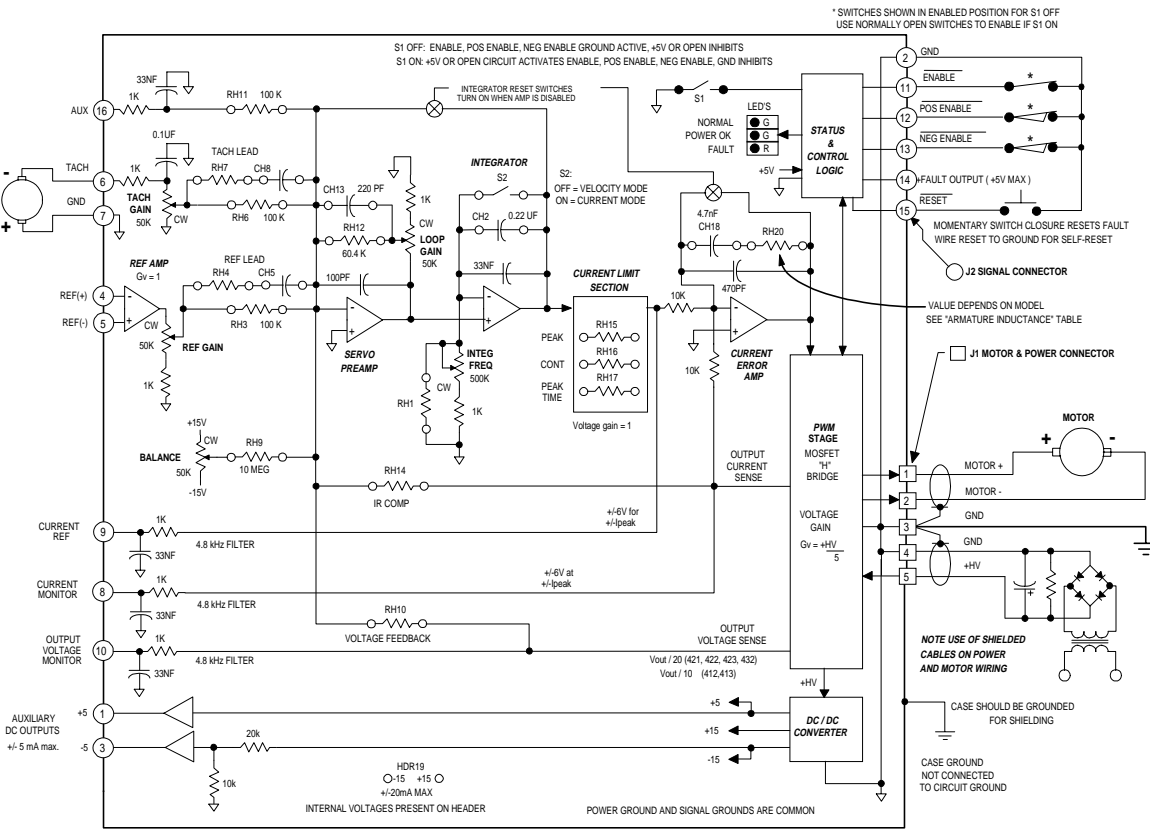 * SWITCHES SHOWN IN ENABLED POSITION FOR S1 OFF
USE NORMALLY OPEN SWITCHES TO ENABLE IF S1 ON
S1 OFF: ENABLE, POS ENABLE, NEG ENABLE GROUND ACTIVE, +5V OR OPEN INHIBITS
S1 ON: +5V OR OPEN CIRCUIT ACTIVATES ENABLE, POS ENABLE, NEG ENABLE, GND INHIBITS
33NF
1K
AUX
16
RH11
100 K
INTEGRATOR RESET SWITCHES
TURN ON WHEN AMP IS DISABLED
S1
LED'S
NORMAL
G
POWER OK
G
FAULT
R
+5V
STATUS
&
CONTROL
LOGIC
2
GND
11
ENABLE
*
12
POS ENABLE
*
13
NEG ENABLE
14
+FAULT OUTPUT ( +5V MAX )
15
RESET
MOMENTARY SWITCH CLOSURE RESETS FAULT
WIRE RESET TO GROUND FOR SELF-RESET
J2 SIGNAL CONNECTOR
0.1UF
TACH
6
1K
-
+
GND
7
TACH
GAIN
50K
CW
TACH LEAD
RH7
CH8
RH6
100 K
CH13
220 PF
RH12
60.4 K
1K
CW
LOOP
GAIN
50K
INTEGRATOR
S2
CH2
0.22 UF
33NF
S2:
OFF = VELOCITY MODE
ON = CURRENT MODE
4.7nF
CH18
RH20
470PF
VALUE DEPENDS ON MODEL
SEE "ARMATURE INDUCTANCE" TABLE
REF AMP
Gv = 1
REF(+)
4
-
REF(-)
5
+
CW
50K
REF GAIN
1K
REF LEAD
RH4
CH5
RH3
100 K
100PF
-
+
SERVO
PREAMP
-
+
INTEG
FREQ
500K
CW
RH1
1K
CURRENT LIMIT
SECTION
PEAK
RH15
CONT
RH16
PEAK
TIME
RH17
Voltage gain = 1
10K
-
+
CURRENT
ERROR
AMP
10K
J1 MOTOR & POWER CONNECTOR
+15V
CW
BALANCE
50K
-15V
RH9
10 MEG
RH14
IR COMP
OUTPUT
CURRENT
SENSE
PWM
STAGE
MOSFET
"H"
BRIDGE
VOLTAGE
GAIN
Gv = +HV
5
MOTOR
+
-
1
MOTOR +
2
MOTOR -
3
GND
4
GND
5
+HV
+
CURRENT
REF
9
1K
33NF
4.8 kHz FILTER
+/-6V for
+/-Ipeak
CURRENT
MONITOR
8
1K
33NF
4.8 kHz FILTER
+/-6V at
+/-Ipeak
RH10
VOLTAGE FEEDBACK
OUTPUT
VOLTAGE
MONITOR
10
1K
33NF
4.8 kHz FILTER
OUTPUT
VOLTAGE SENSE
Vout / 20 (421, 422, 423, 432)
Vout / 10 (412,413)
NOTE USE OF SHIELDED
CABLES ON POWER
AND MOTOR WIRING
+HV
AUXILIARY
DC OUTPUTS
+/- 5 mA max.
+5
1
-5
3
20k
10k
+5
+15
-15
DC / DC
CONVERTER
CASE SHOULD BE GROUNDED
FOR SHIELDING
CASE GROUND
NOT CONNECTED
TO CIRCUIT GROUND
HDR19
-15 +15
+/-20mA MAX
INTERNAL VOLTAGES PRESENT ON HEADER
POWER GROUND AND SIGNAL GROUNDS ARE COMMON